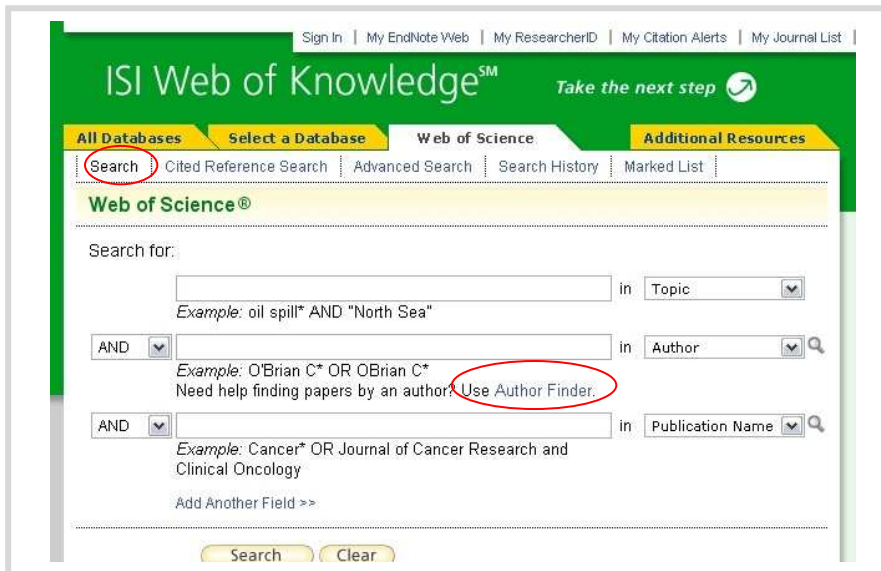 Sign In | My EndNote Web | My ResearcherID | My Citation Alerts | My Journal List |
ISI Web of Knowledge℠ Take the next step
All Databases Select a Database Web of Science Additional Resources
Search Cited Reference Search Advanced Search Search History Marked List
Web of Science®
Search for:
in Topic
Example: oil spill* AND "North Sea"
AND in Author
Example: O'Brian C* OR OBrian C*
Need help finding papers by an author? Use Author Finder.
AND in Publication Name
Example: Cancer* OR Journal of Cancer Research and
Clinical Oncology
Add Another Field >>
Search Clear